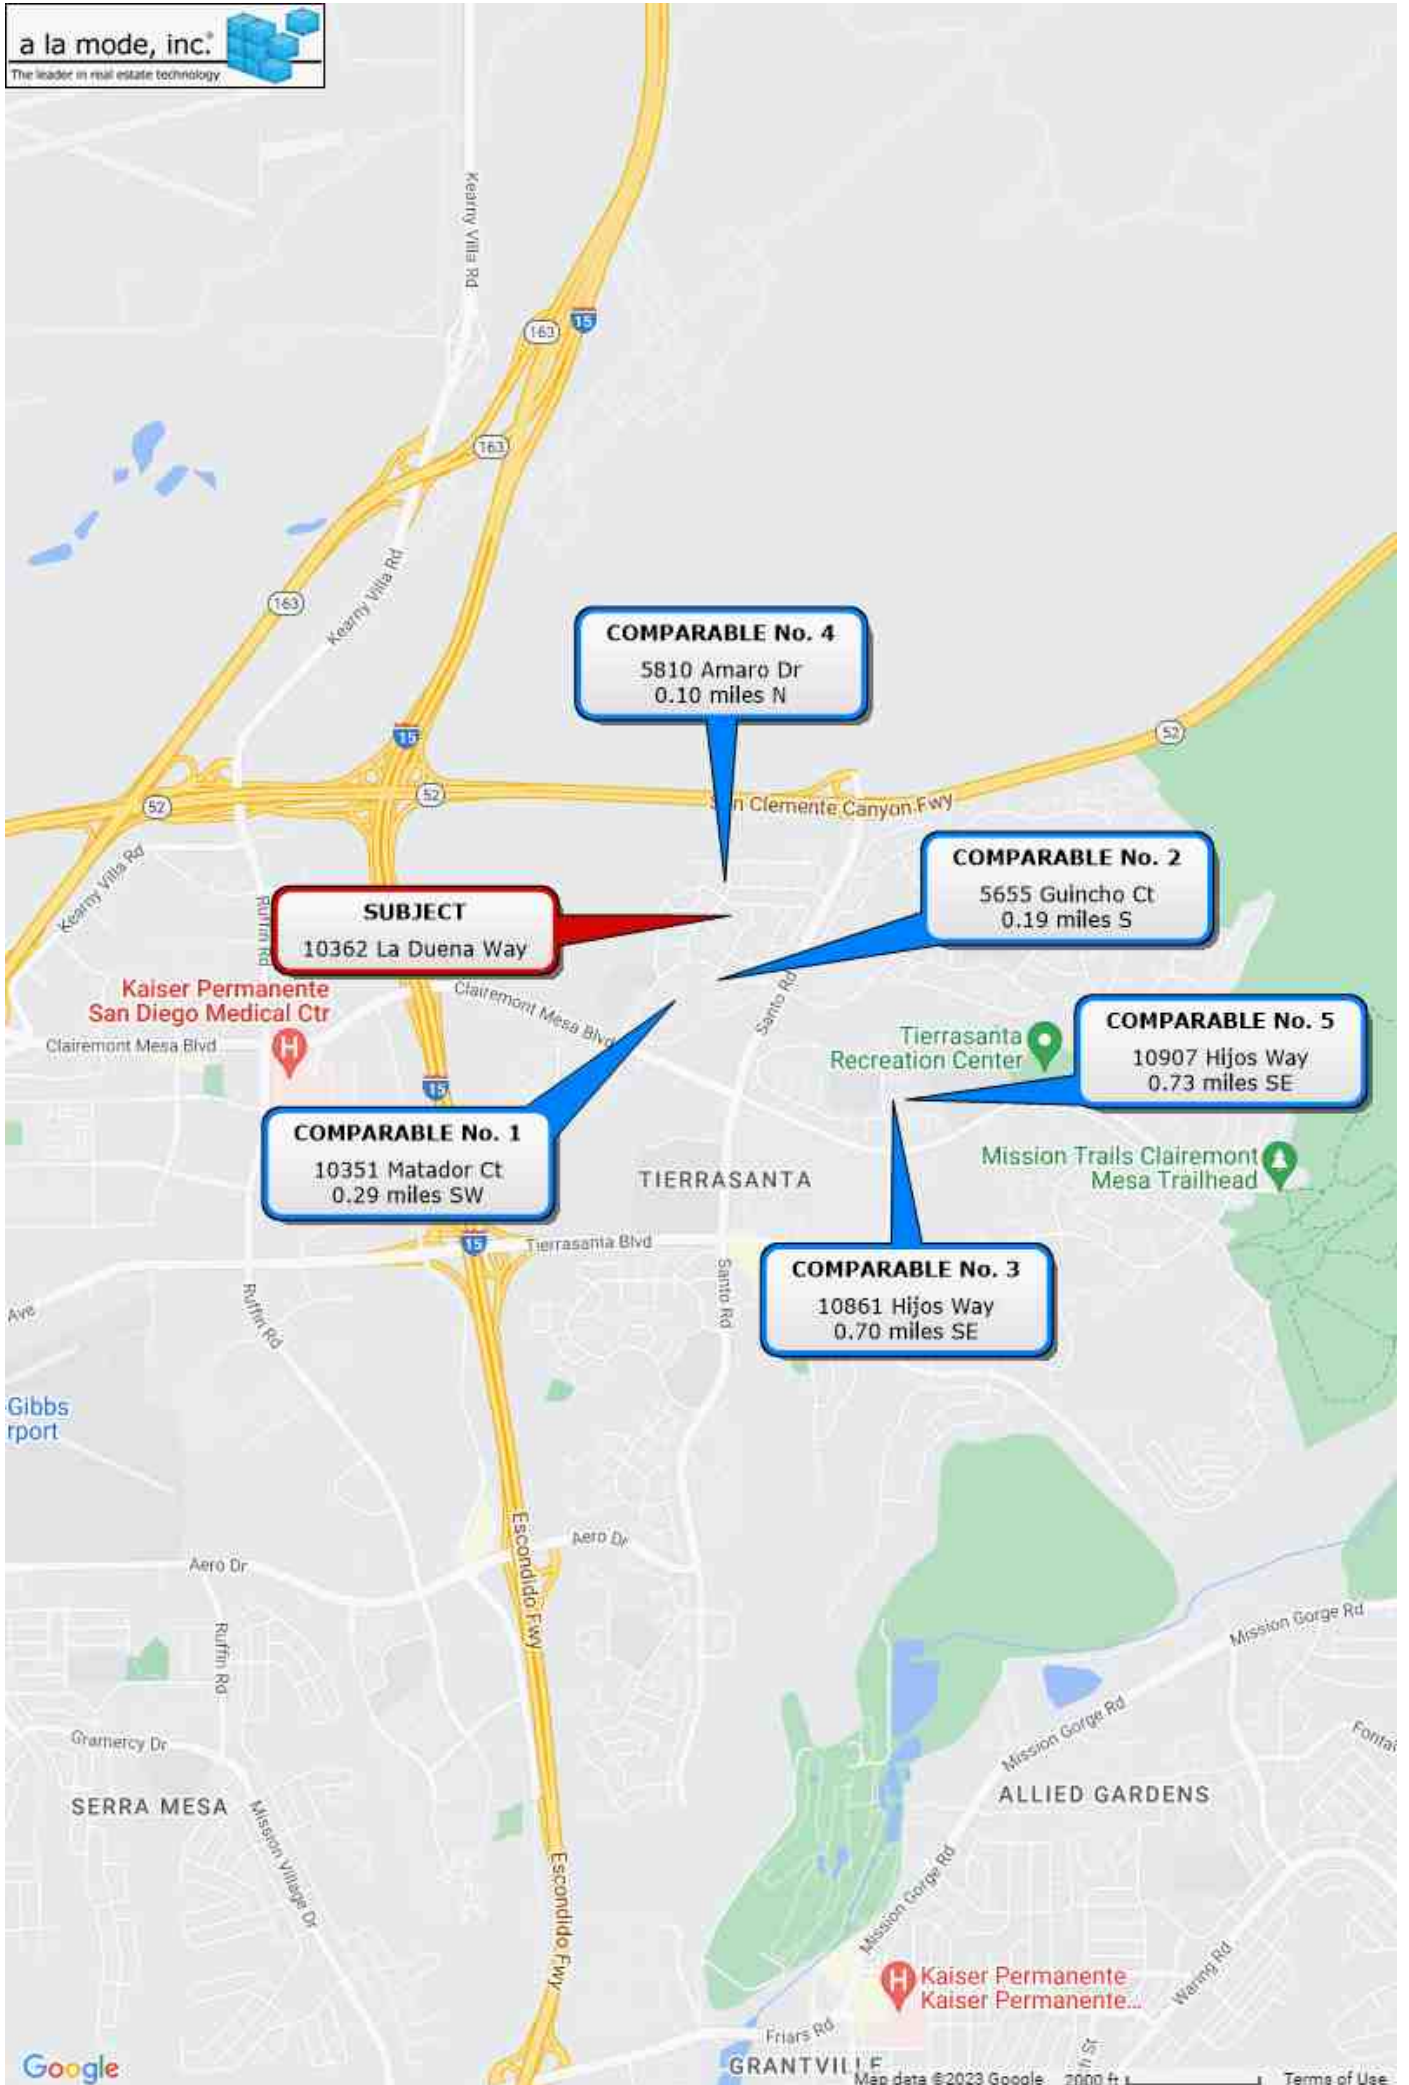 a la mode, inc.®
The leader in real estate technology
Kearny Villa Rd
163
15
163
163
Kearny Villa Rd
COMPARABLE No. 4
5810 Amaro Dr
0.10 miles N
15
52
52
52
San Clemente Canyon Fwy
Kearny Villa Rd
Ruffin Rd
SUBJECT
10362 La Duena Way
COMPARABLE No. 2
5655 Guincho Ct
0.19 miles S
Kaiser Permanente
San Diego Medical Ctr
H
Clairemont Mesa Blvd
Clairemont Mesa Blvd
Santo Rd
Tierrasanta
Recreation Center
COMPARABLE No. 5
10907 Hijos Way
0.73 miles SE
15
COMPARABLE No. 1
10351 Matador Ct
0.29 miles SW
TIERRASANTA
Mission Trails Clairemont
Mesa Trailhead
15
Tierrasanta Blvd
Santo Rd
COMPARABLE No. 3
10861 Hijos Way
0.70 miles SE
Ave
Ruffin Rd
Gibbs
rport
Escondido Fwy
Aero Dr
Aero Dr
Ruffin Rd
Mission Gorge Rd
Mission Gorge Rd
Gramercy Dr
Fontai
SERRA MESA
Mission Village Dr
ALLIED GARDENS
Escondido Fwy
Mission Gorge Rd
Waring Rd
H
Kaiser Permanente
Kaiser Permanente...
Friars Rd
GRANTVILLE
h St
Google
Map data ©2023 Google
2000 ft
Terms of Use